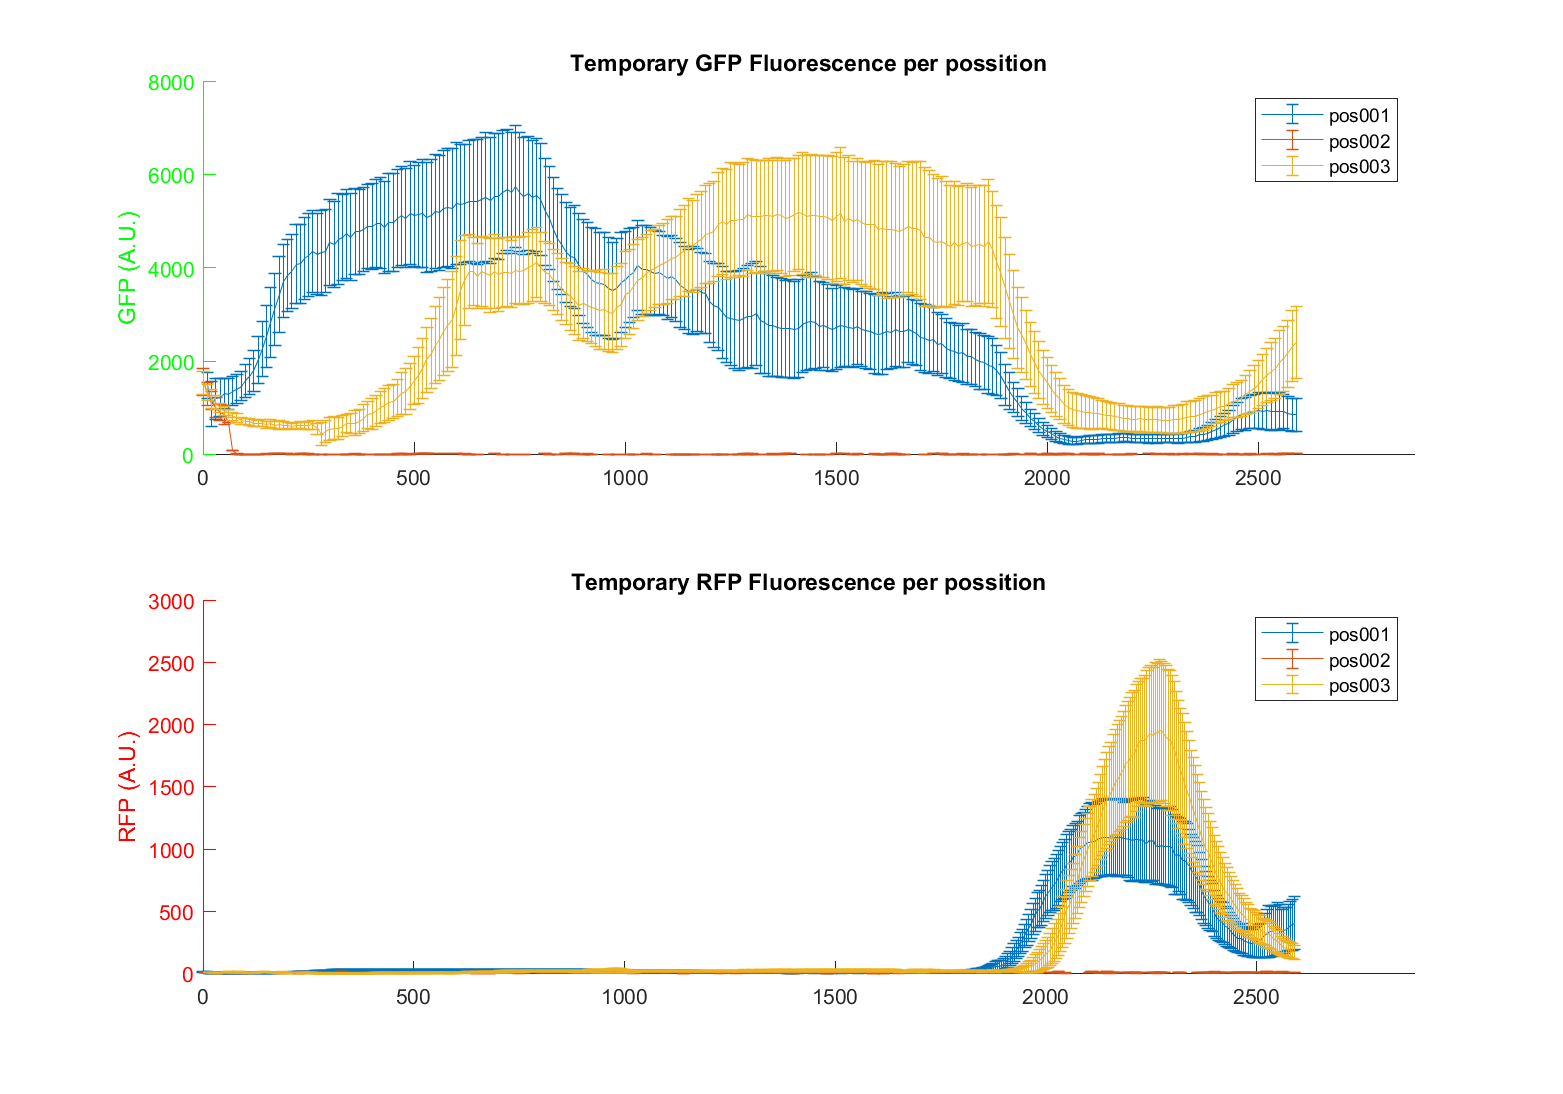 Temporary GFP Fluorescence per possition
8000
6000
4000
2000
0
GFP (A.U.)
pos001
pos002
pos003
0 500 1000 1500 2000 2500
Temporary RFP Fluorescence per possition
3000
2500
2000
1500
1000
500
0
RFP (A.U.)
pos001
pos002
pos003
0 500 1000 1500 2000 2500